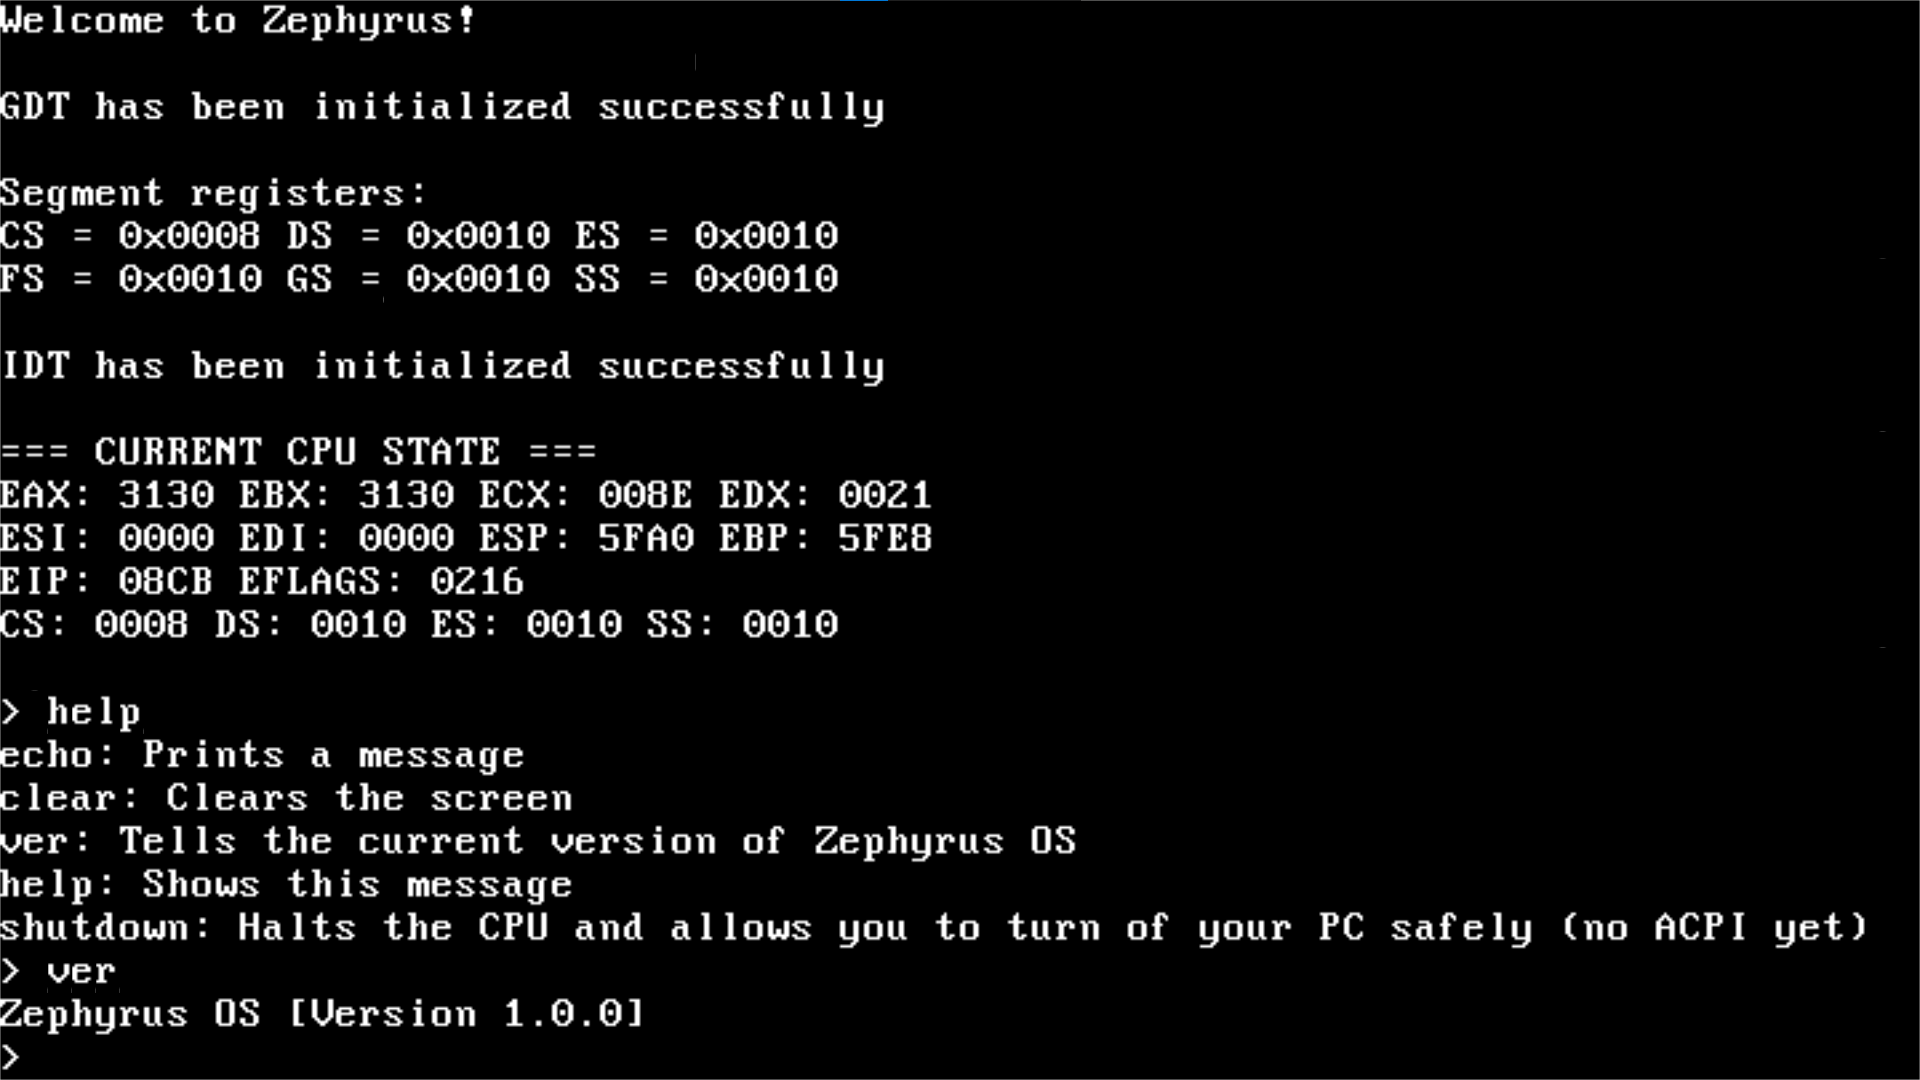 Welcome to Zephyrus!
GDT has been initialized successfully
Segment registers:
CS = 0x0008 DS = 0x0010 ES = 0x0010
FS = 0x0010 GS = 0x0010 SS = 0x0010
IDT has been initialized successfully
=== CURRENT CPU STATE ===
EAX: 3130 EBX: 3130 ECX: 008E EDX: 0021
ESI: 0000 EDI: 0000 ESP: 5FA0 EBP: 5FE8
EIP: 08CB EFLAGS: 0216
CS: 0008 DS: 0010 ES: 0010 SS: 0010
> help
echo: Prints a message
clear: Clears the screen
ver: Tells the current version of Zephyrus OS
help: Shows this message
shutdown: Halts the CPU and allows you to turn of your PC safely (no ACPI yet)
> ver
Zephyrus OS [Version 1.0.0]
>